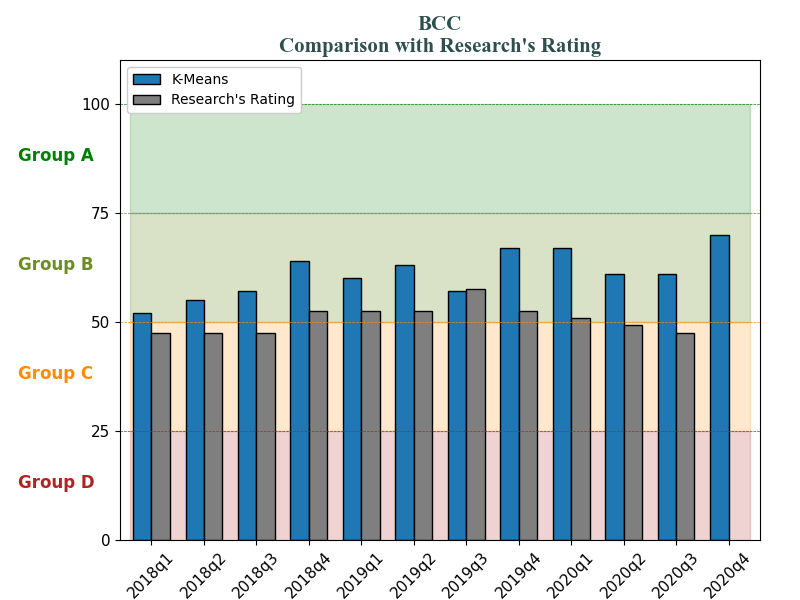 BCC
Comparison with Research's Rating
K-Means
Research's Rating
100
Group A
75
Group B
50
Group C
25
Group D
0
2018q1
2018q2
2018q3
2018q4
2019q1
2019q2
2019q3
2019q4
2020q1
2020q2
2020q3
2020q4